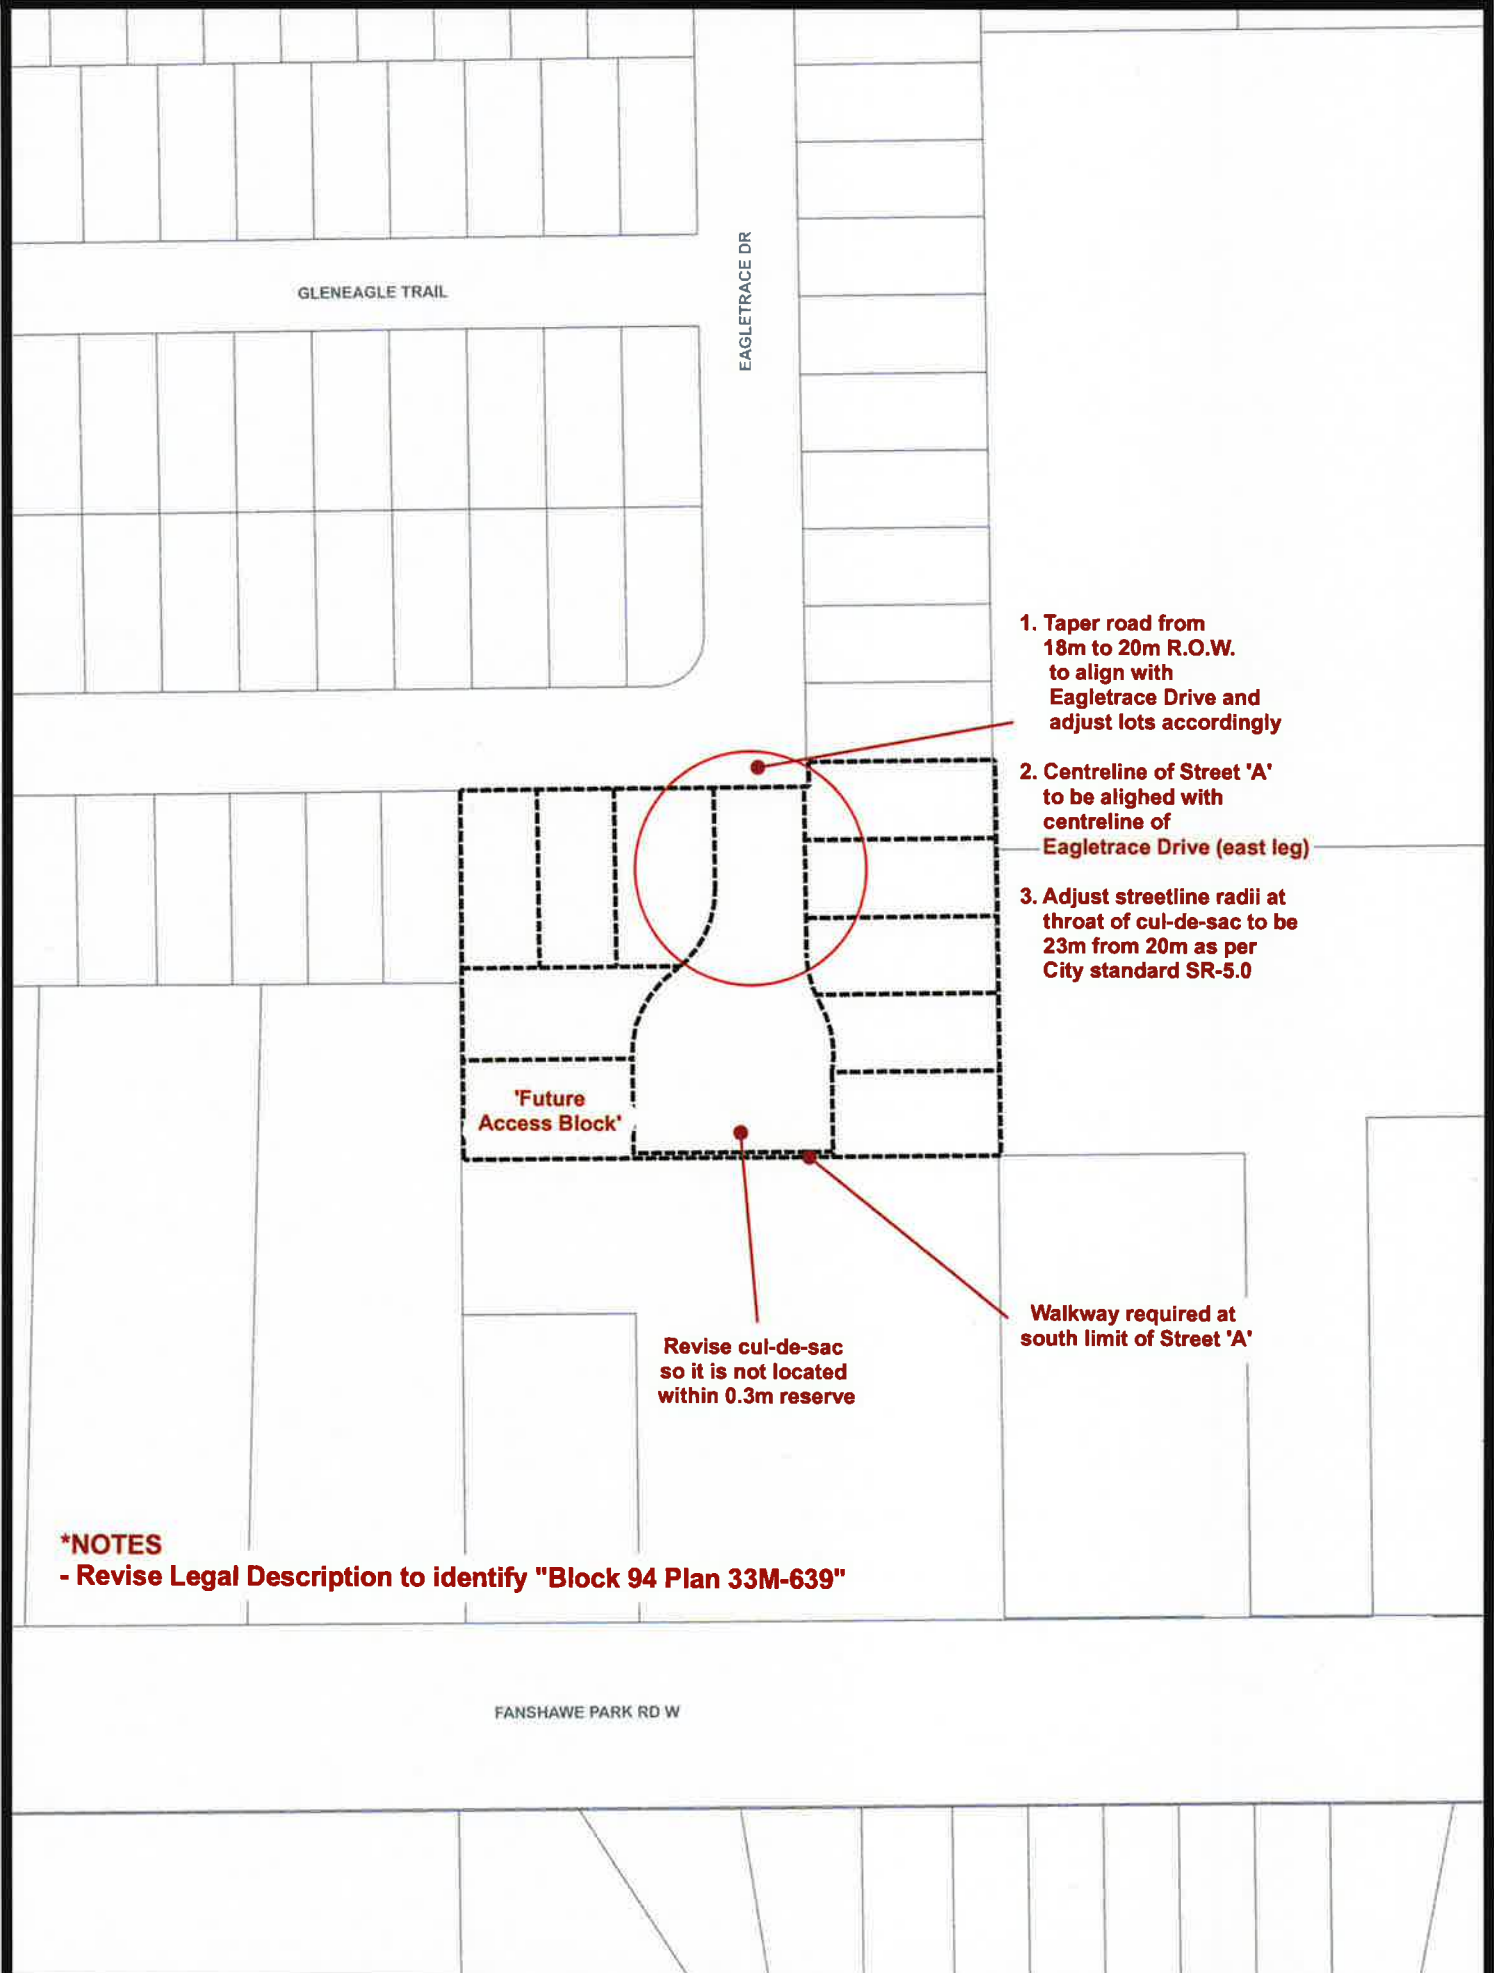 GLENEAGLE TRAIL
EAGLETRACE DR
1. Taper road from
18m to 20m R.O.W.
to align with
Eagletrace Drive and
adjust lots accordingly
2. Centreline of Street 'A'
to be alighed with
centreline of
Eagletrace Drive (east leg)
3. Adjust streetline radii at
throat of cul-de-sac to be
23m from 20m as per
City standard SR-5.0
'Future
Access Block'
Walkway required at
south limit of Street 'A'
Revise cul-de-sac
so it is not located
within 0.3m reserve
*NOTES
- Revise Legal Description to identify "Block 94 Plan 33M-639"
FANSHAWE PARK RD W